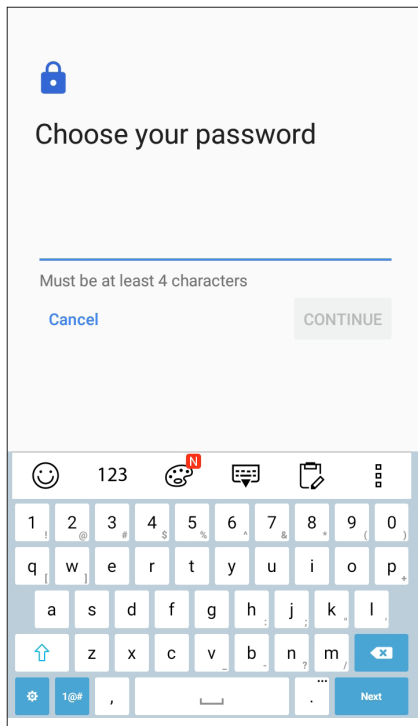 Choose your password
Must be at least 4 characters
Cancel CONTINUE
123 N
1 ! 2 @ 3 # 4 $ 5 % 6 ^ 7 & 8 * 9 ( 0 )
q [ w ] e r t y u i o p +
a s d f g h : j ; k " l '
z x c v _ b - n ? m /
1@# , . ... Next